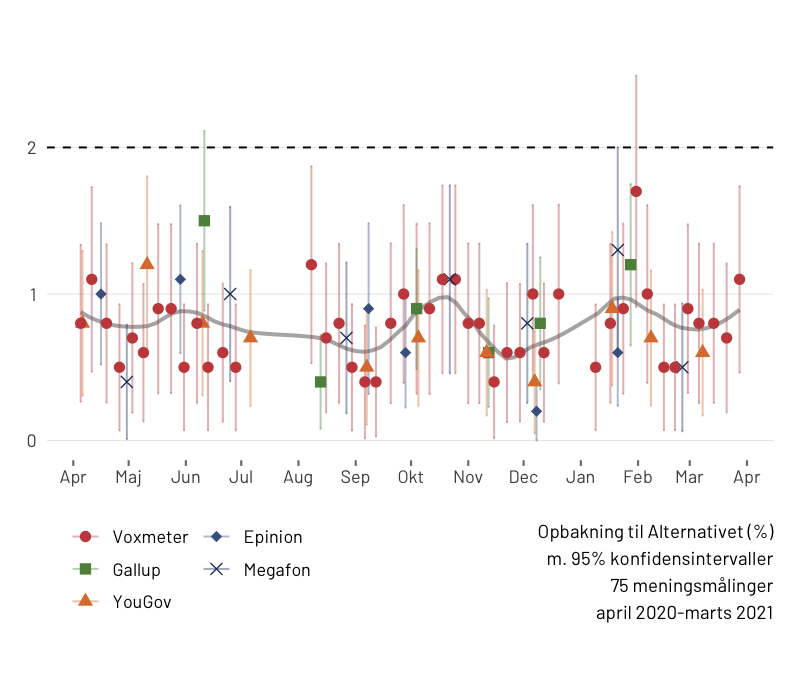 2
1
0
Apr Maj Jun Jul Aug Sep Okt Nov Dec Jan Feb Mar Apr
Voxmeter Epinion
Gallup Megafon
YouGov
Opbakning til Alternativet (%)
m. 95% konfidensintervaller
75 meningsmålinger
april 2020-marts 2021